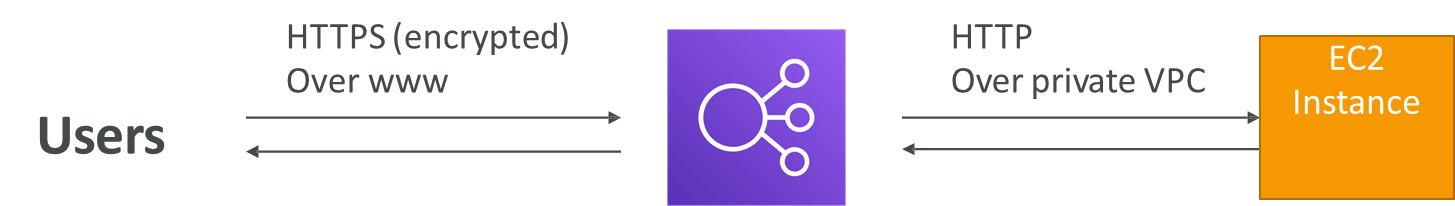 Users
HTTPS (encrypted)
Over www
HTTP
Over private VPC
EC2
Instance